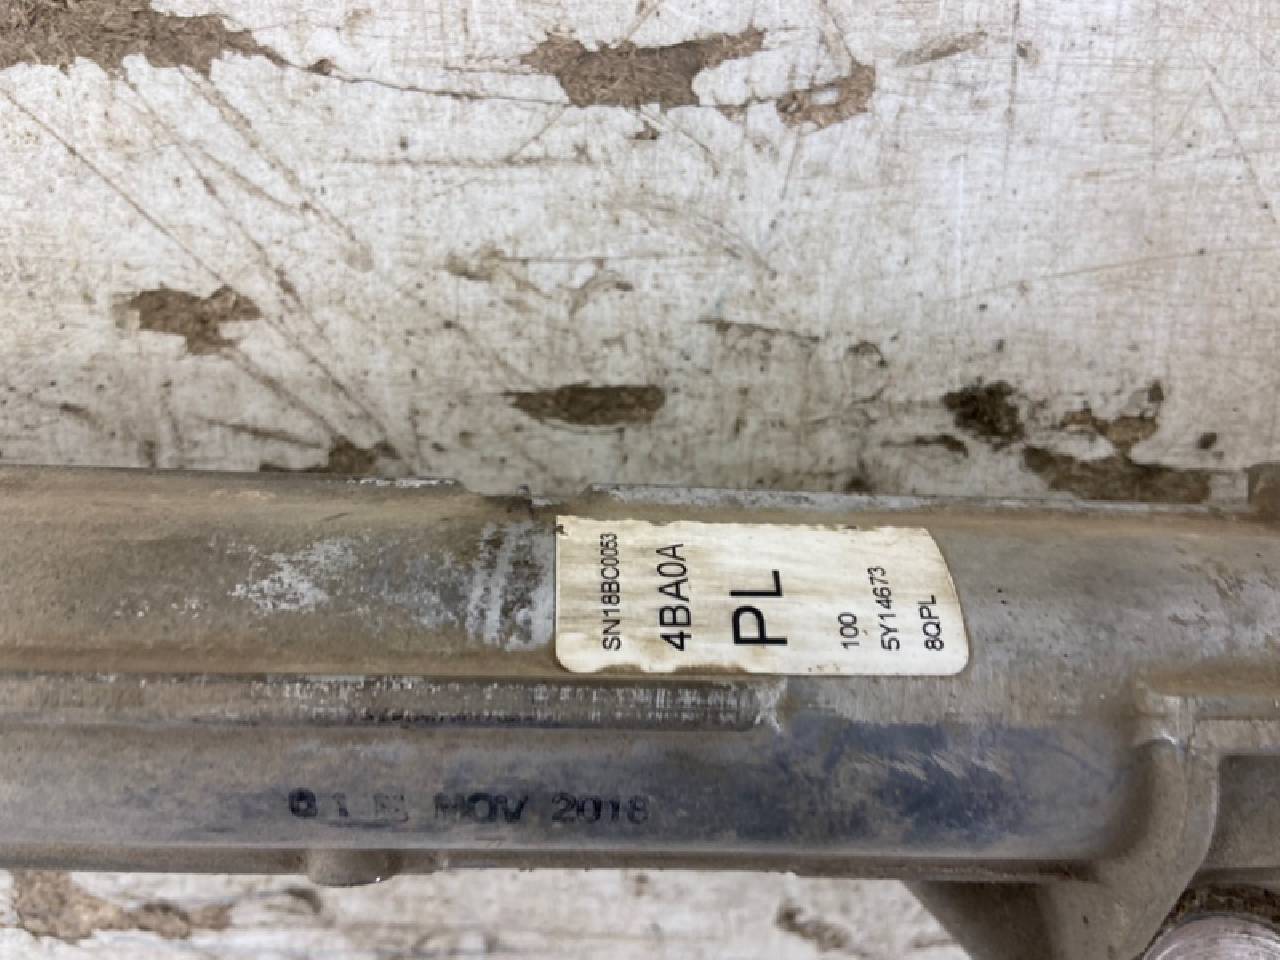 SN18BC0053
4BA0A
PL
100
5Y14673
8QPL
NOV 2018